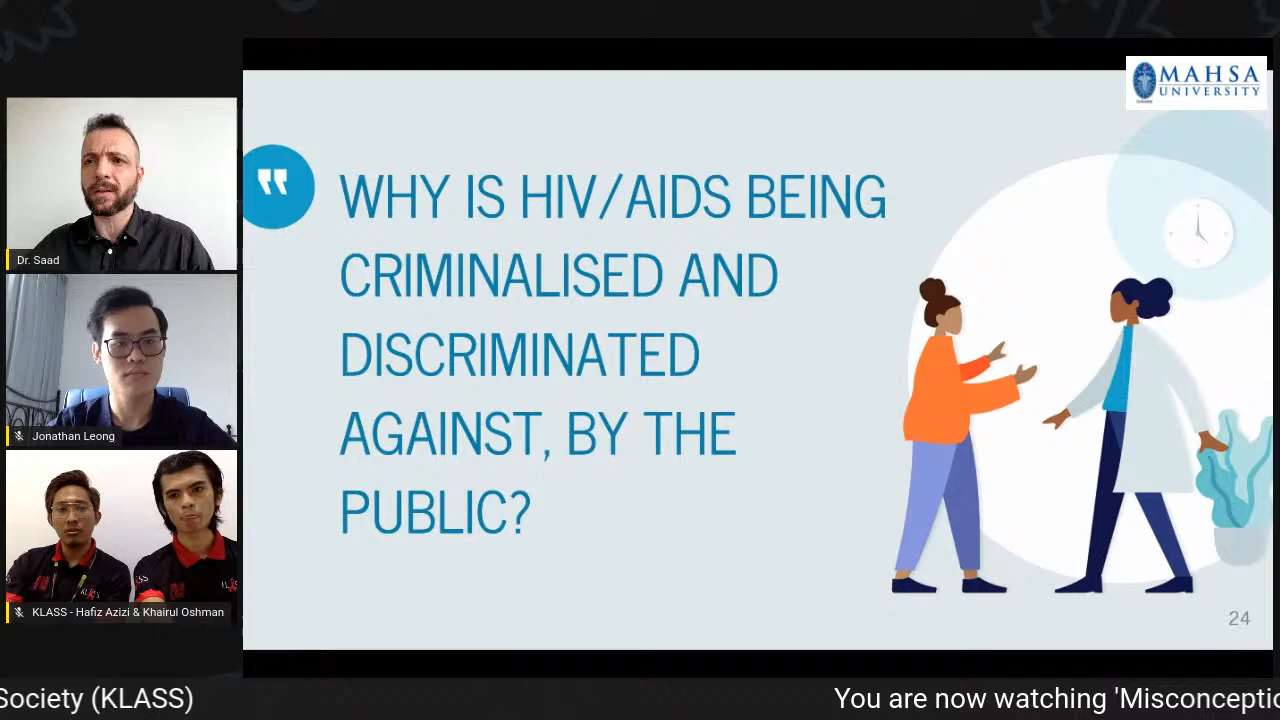 MAHSA
UNIVERSITY
WHY IS HIV/AIDS BEING
CRIMINALISED AND
DISCRIMINATED
AGAINST, BY THE
PUBLIC?
24
Dr. Saad
Jonathan Leong
KLASS - Hafiz Azizi & Khairul Oshman
Society (KLASS)
You are now watching 'Misconceptio